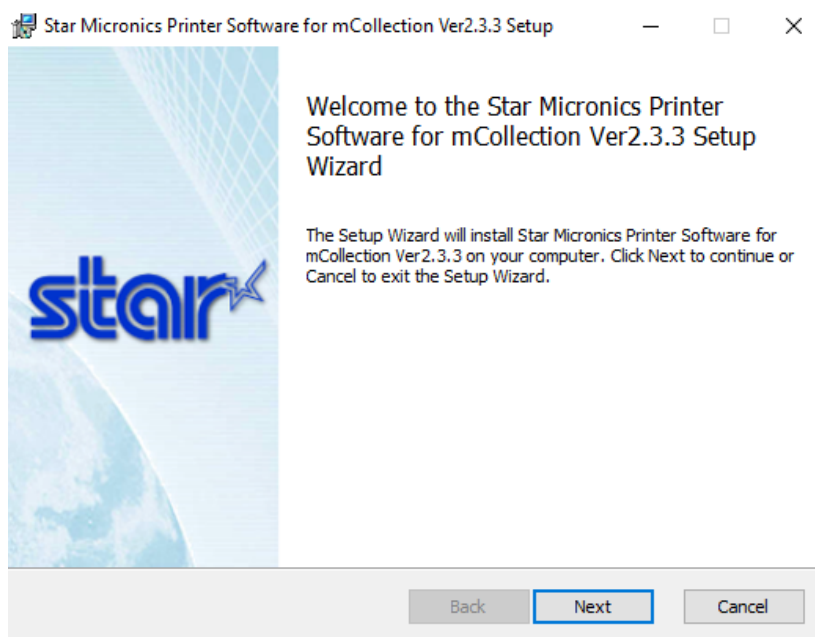 Star Micronics Printer Software for mCollection Ver2.3.3 Setup
Welcome to the Star Micronics Printer
Software for mCollection Ver2.3.3 Setup
Wizard
The Setup Wizard will install Star Micronics Printer Software for
mCollection Ver2.3.3 on your computer. Click Next to continue or
Cancel to exit the Setup Wizard.
star
Back
Next
Cancel